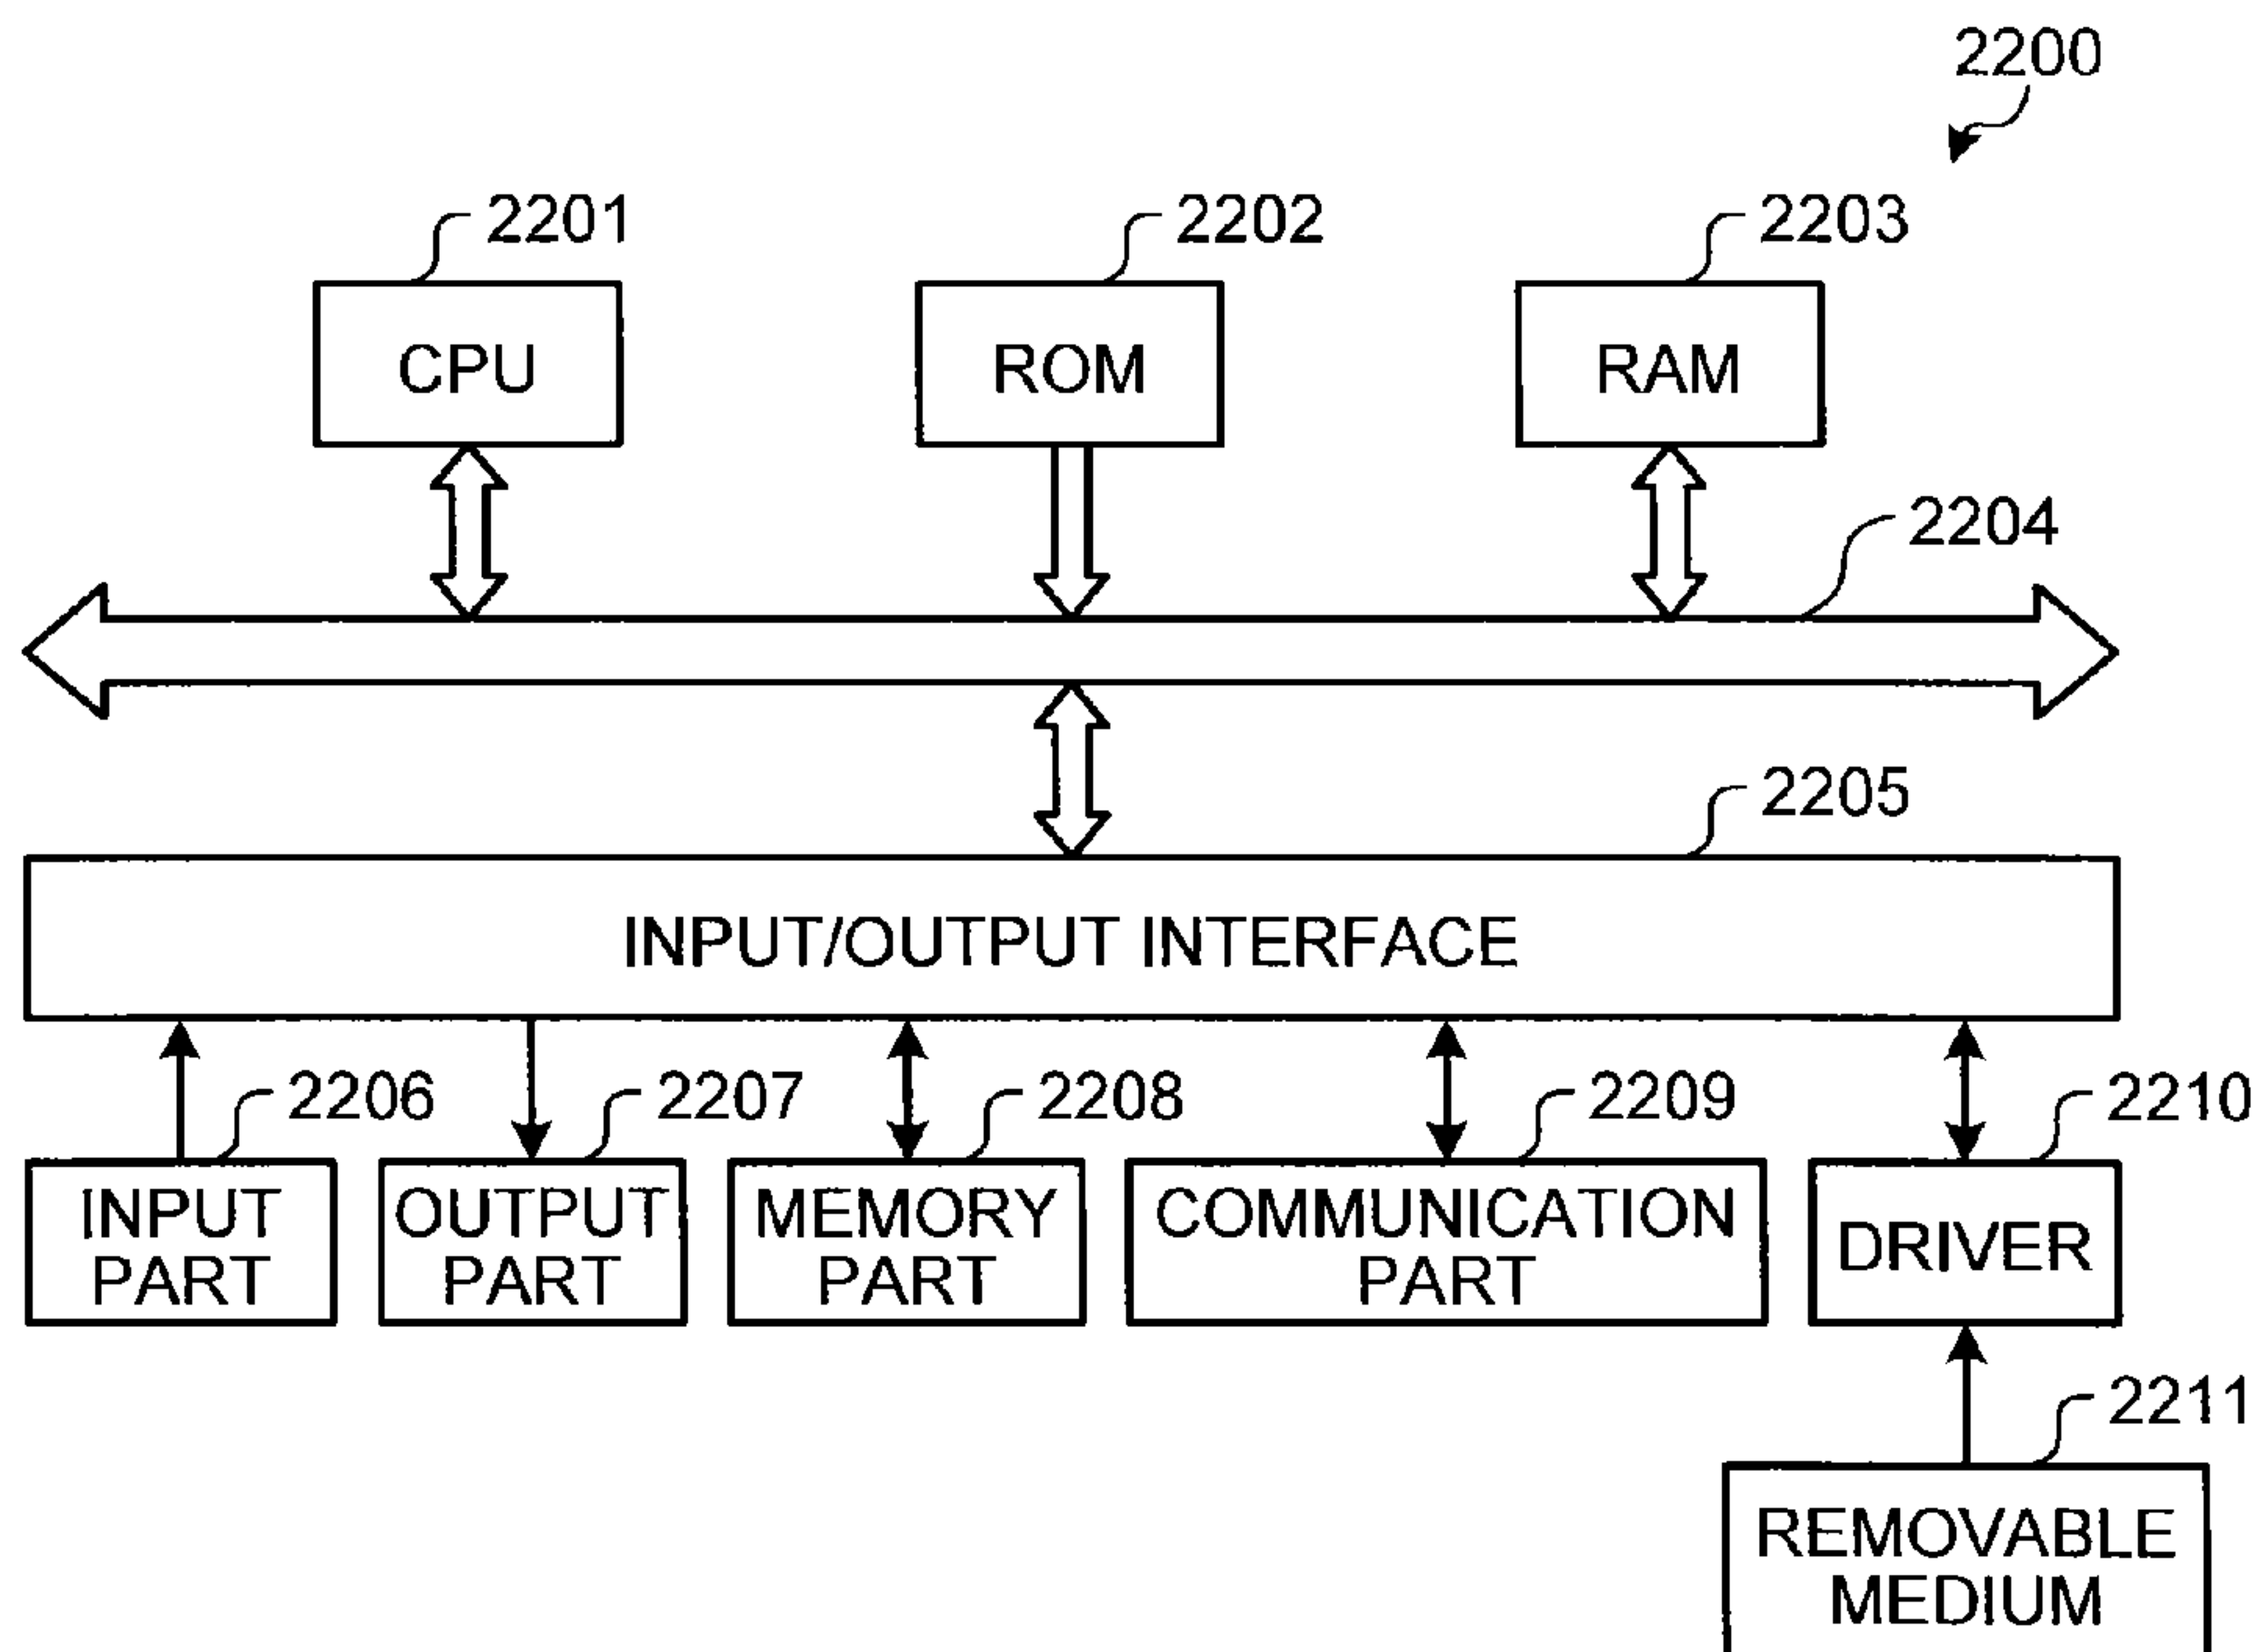 2200
2201
2202
2203
CPU
ROM
RAM
2204
2205
INPUT/OUTPUT INTERFACE
2206
2207
2208
2209
2210
INPUT
PART
OUTPUT
PART
MEMORY
PART
COMMUNICATION
PART
DRIVER
2211
REMOVABLE
MEDIUM